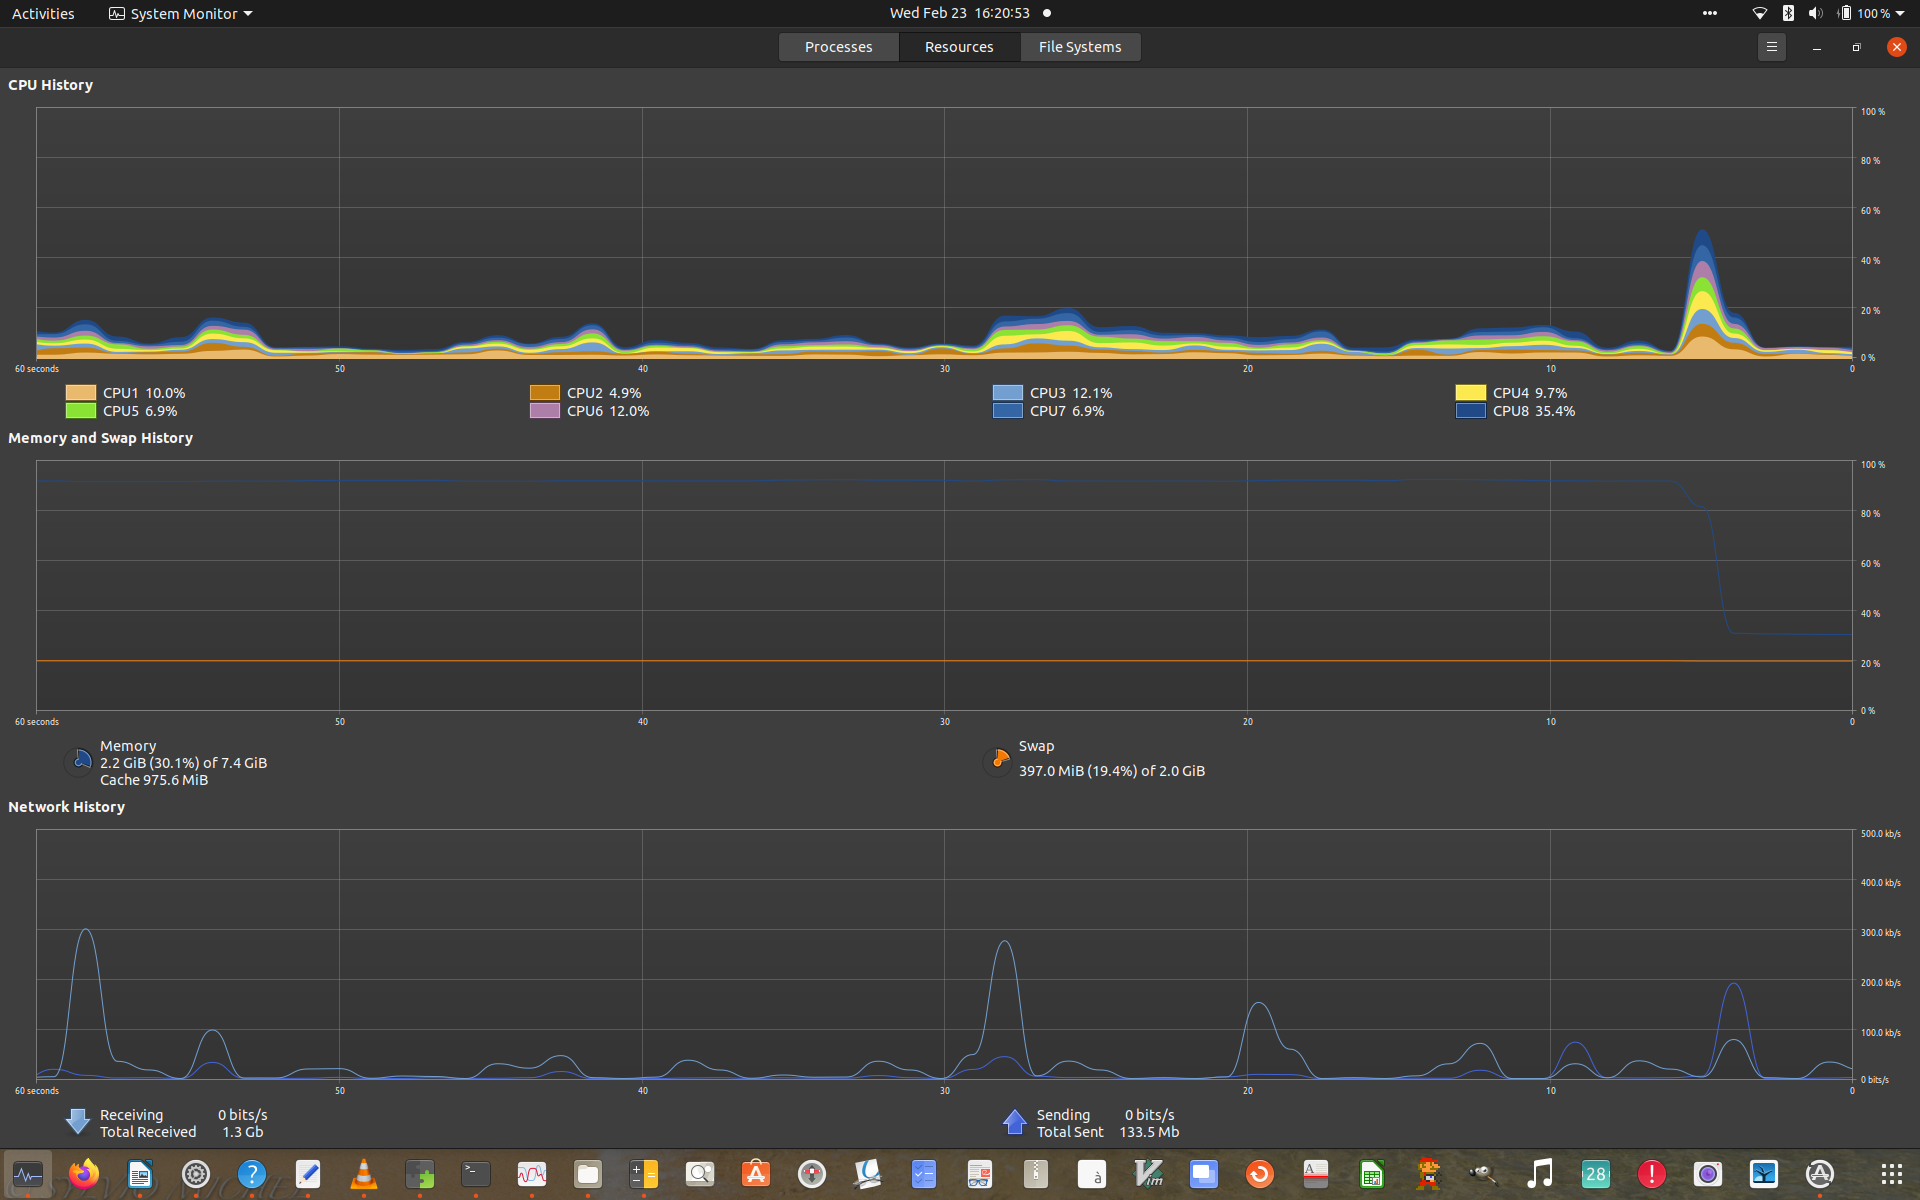 Activities System Monitor Wed Feb 23 16:20:53 100 %
Processes Resources File Systems
CPU History
100 %
80 %
60 %
40 %
20 %
0 %
60 seconds 50 40 30 20 10 0
CPU1 10.0% CPU2 4.9% CPU3 12.1% CPU4 9.7%
CPU5 6.9% CPU6 12.0% CPU7 6.9% CPU8 35.4%
Memory and Swap History
100 %
80 %
60 %
40 %
20 %
0 %
60 seconds 50 40 30 20 10 0
Memory Swap
2.2 GiB (30.1%) of 7.4 GiB 397.0 MiB (19.4%) of 2.0 GiB
Cache 975.6 MiB
Network History
500.0 kb/s
400.0 kb/s
300.0 kb/s
200.0 kb/s
100.0 kb/s
0 bits/s
60 seconds 50 40 30 20 10 0
Receiving 0 bits/s Sending 0 bits/s
Total Received 1.3 Gb Total Sent 133.5 Mb
? >_ A à Vim A 28 !